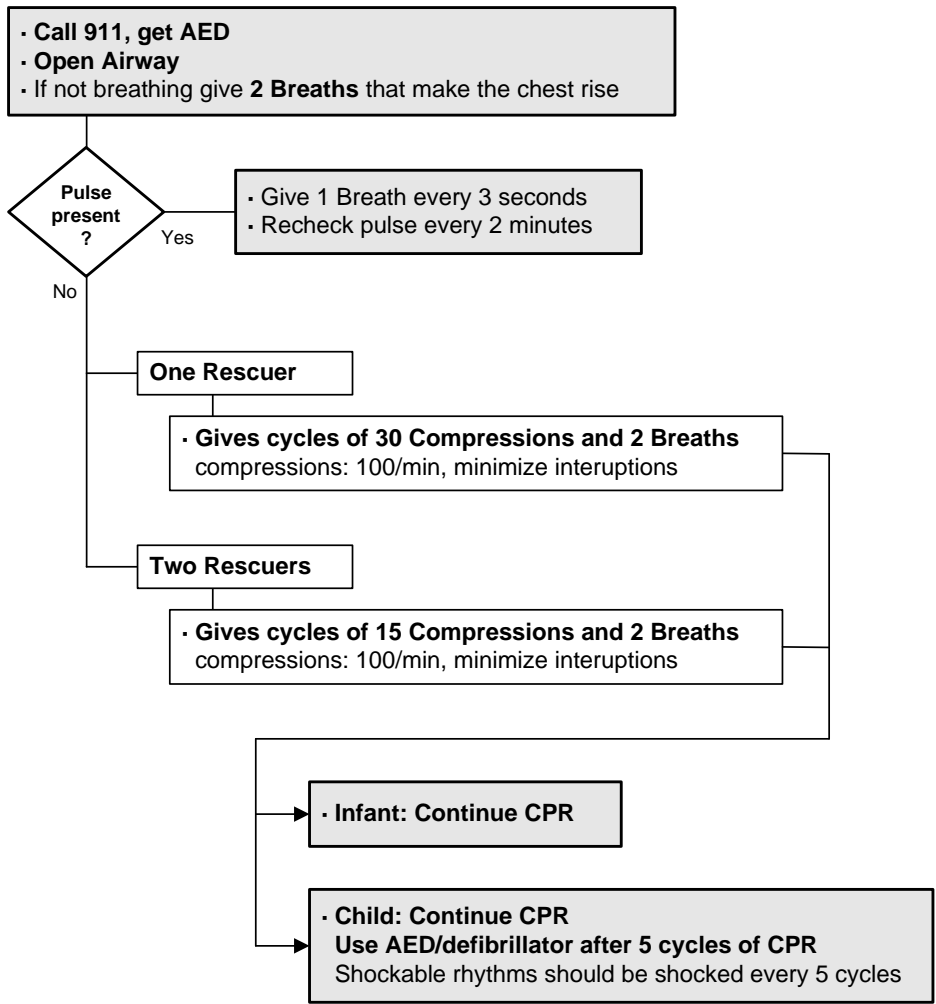 · Call 911, get AED
· Open Airway
· If not breathing give 2 Breaths that make the chest rise
Pulse
present
?
Yes
· Give 1 Breath every 3 seconds
· Recheck pulse every 2 minutes
No
One Rescuer
· Gives cycles of 30 Compressions and 2 Breaths
compressions: 100/min, minimize interuptions
Two Rescuers
· Gives cycles of 15 Compressions and 2 Breaths
compressions: 100/min, minimize interuptions
· Infant: Continue CPR
· Child: Continue CPR
Use AED/defibrillator after 5 cycles of CPR
Shockable rhythms should be shocked every 5 cycles